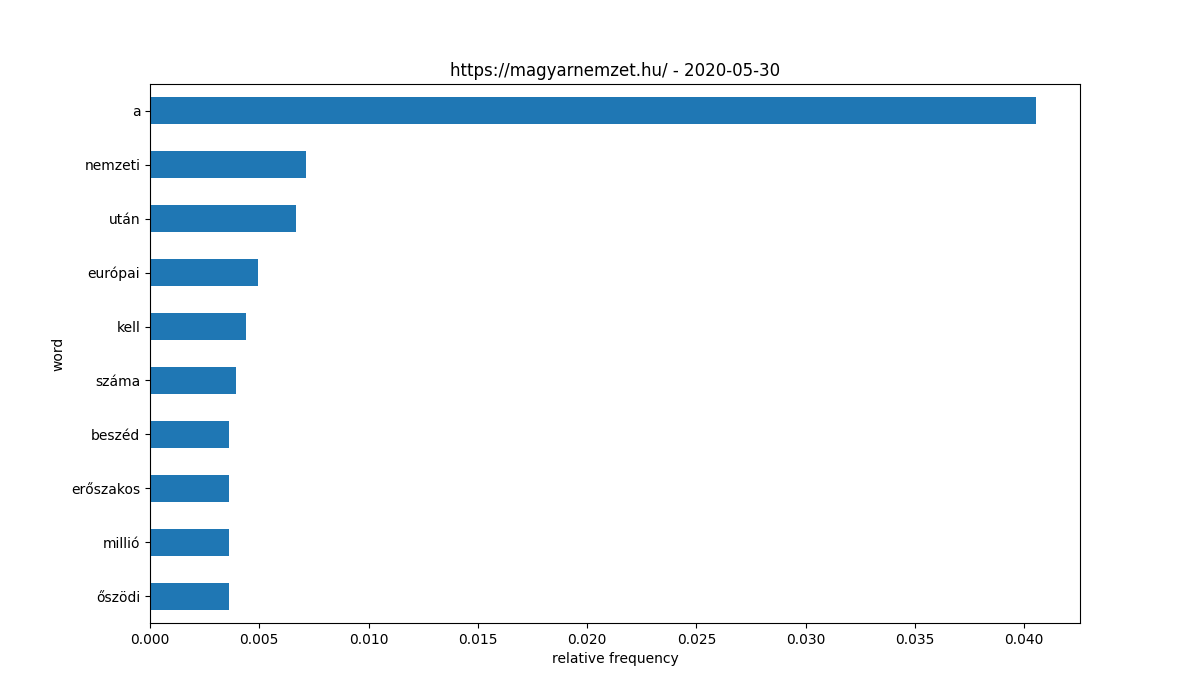 https://magyarnemzet.hu/ - 2020-05-30
a
nemzeti
után
európai
kell
száma
beszéd
erőszakos
millió
őszödi
word
0.000 0.005 0.010 0.015 0.020 0.025 0.030 0.035 0.040
relative frequency